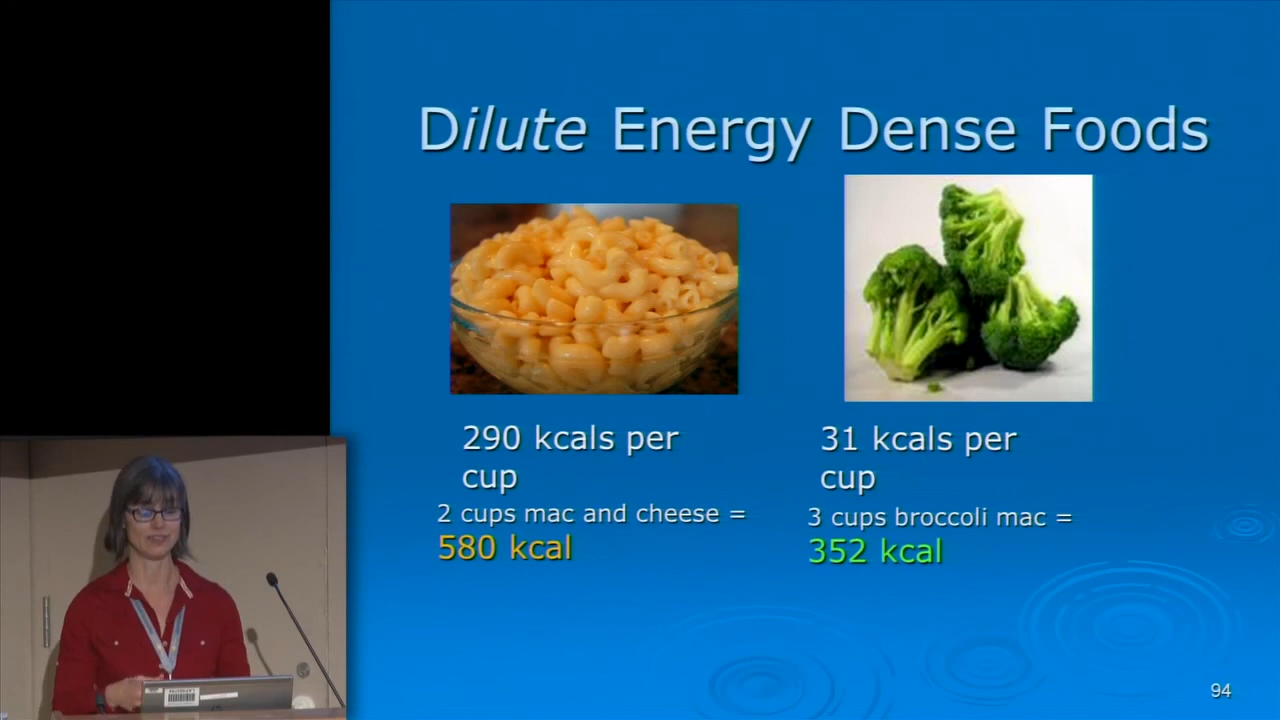 Dilute Energy Dense Foods
290 kcals per
cup
2 cups mac and cheese =
580 kcal
31 kcals per
cup
3 cups broccoli mac =
352 kcal
94